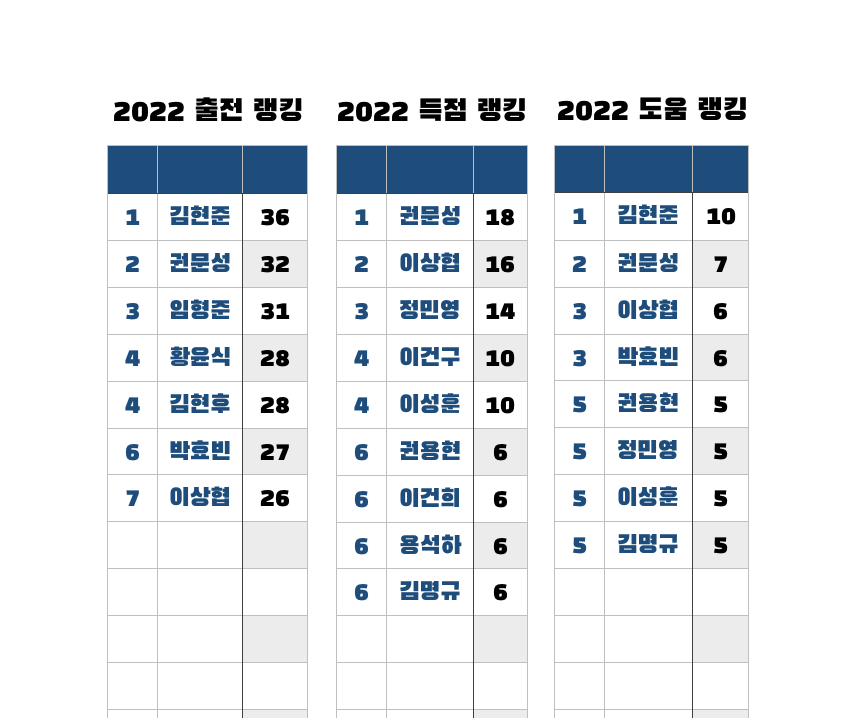 2022 출전 랭킹
1 김현준 36
2 권문성 32
3 임형준 31
4 황윤식 28
4 김현후 28
6 박효빈 27
7 이상협 26
2022 득점 랭킹
1 권문성 18
2 이상협 16
3 정민영 14
4 이건구 10
4 이성훈 10
6 권용현 6
6 이건희 6
6 용석하 6
6 김명규 6
2022 도움 랭킹
1 김현준 10
2 권문성 7
3 이상협 6
3 박효빈 6
5 권용현 5
5 정민영 5
5 이성훈 5
5 김명규 5